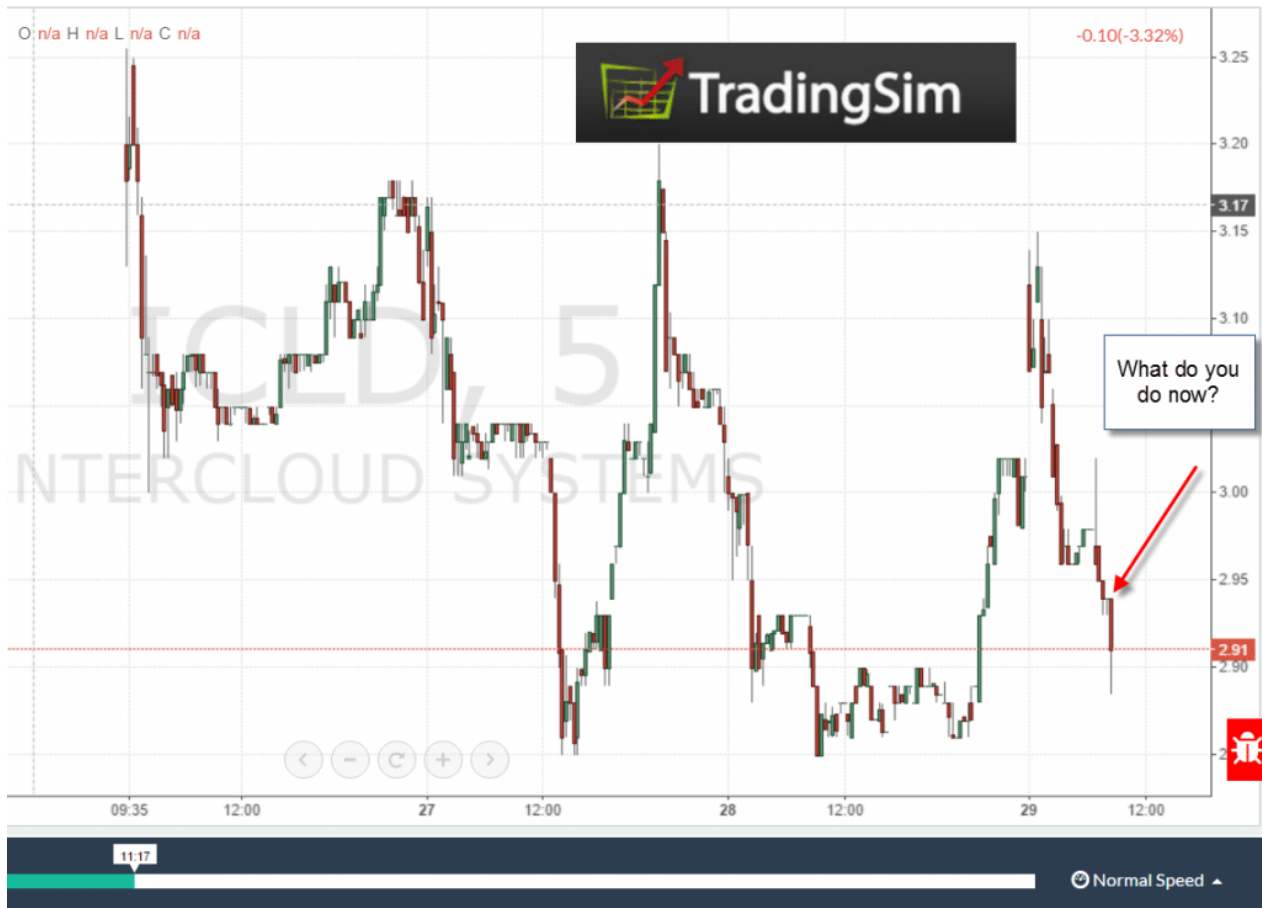 O n/a H n/a L n/a C n/a
-0.10(-3.32%)
TradingSim
3.25
3.20
3.17
3.15
3.10
ICLD, 5
What do you
do now?
NTERCLOUD SYSTEMS
3.00
2.95
2.91
2.90
09:35 12:00 27 12:00 28 12:00 29 12:00
11:17
Normal Speed